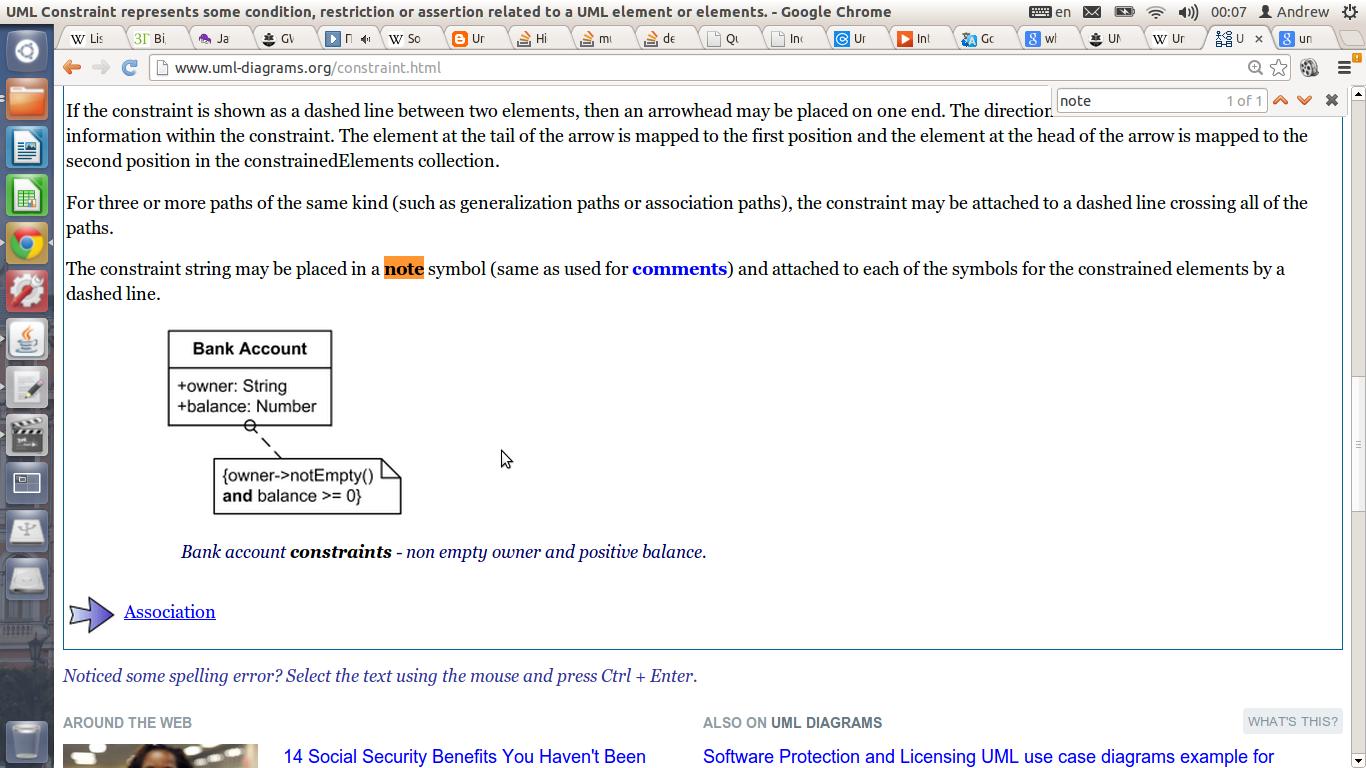 UML Constraint represents some condition, restriction or assertion related to a UML element or elements. - Google Chrome
en
00:07
Andrew
Lis
Bi
Ja
GV
So
Ur
Hi
mu
de
Qu
Inc
Ur
Int
Gc
wl
UN
Ur
U
un
www.uml-diagrams.org/constraint.html
note
1 of 1
If the constraint is shown as a dashed line between two elements, then an arrowhead may be placed on one end. The direction
information within the constraint. The element at the tail of the arrow is mapped to the first position and the element at the head of the arrow is mapped to the
second position in the constrainedElements collection.
For three or more paths of the same kind (such as generalization paths or association paths), the constraint may be attached to a dashed line crossing all of the
paths.
The constraint string may be placed in a note symbol (same as used for comments) and attached to each of the symbols for the constrained elements by a
dashed line.
Bank Account
+owner: String
+balance: Number
{owner->notEmpty()
and balance >= 0}
Bank account constraints - non empty owner and positive balance.
Association
Noticed some spelling error? Select the text using the mouse and press Ctrl + Enter.
AROUND THE WEB
ALSO ON UML DIAGRAMS
WHAT'S THIS?
14 Social Security Benefits You Haven't Been
Software Protection and Licensing UML use case diagrams example for